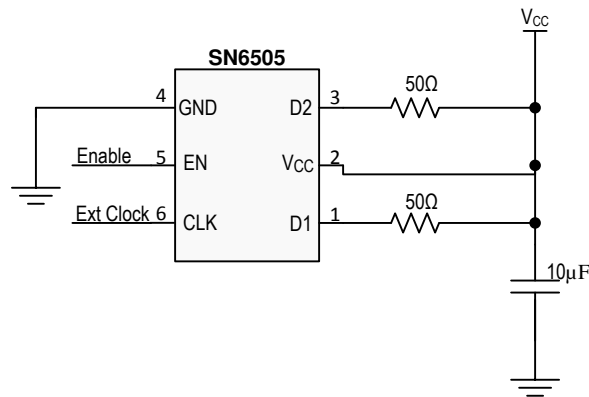 VCC
SN6505
50Ω
4 GND D2 3
Enable 5 EN VCC 2
50Ω
Ext Clock 6 CLK D1 1
10µF